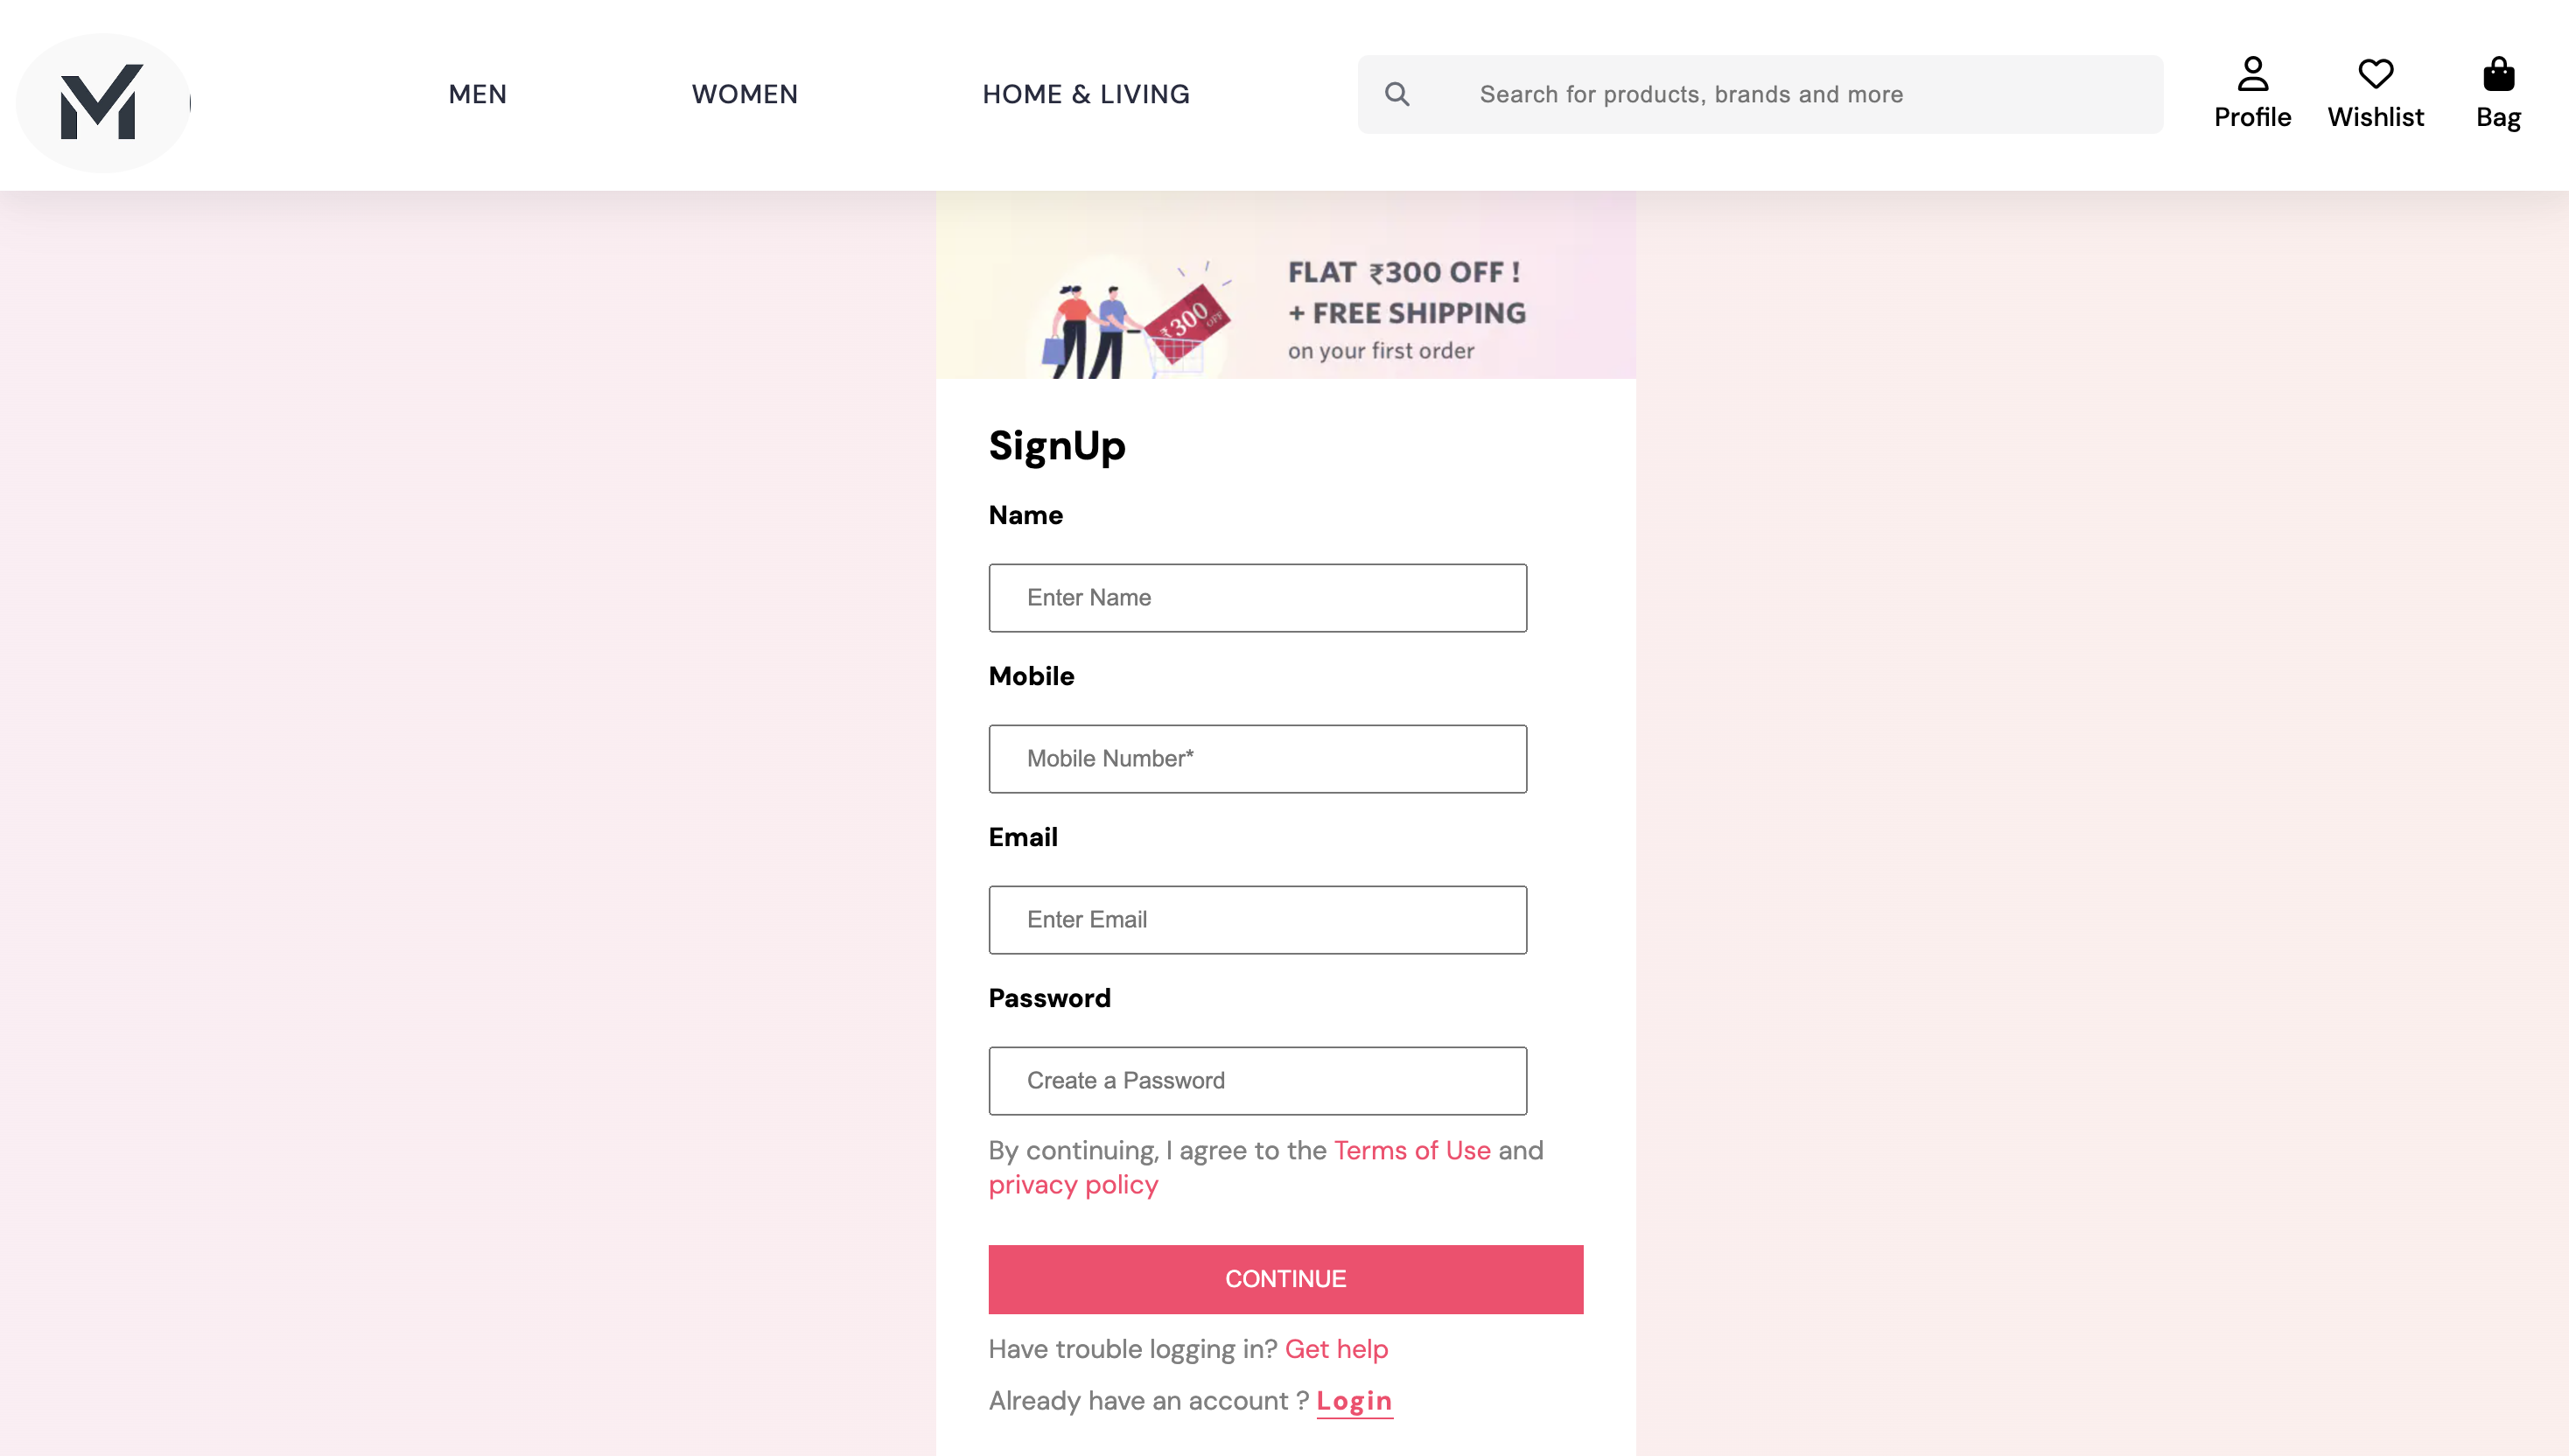 MEN
WOMEN
HOME & LIVING
Search for products, brands and more
Profile
Wishlist
Bag
₹300 OFF
FLAT ₹300 OFF !
+ FREE SHIPPING
on your first order
SignUp
Name
Enter Name
Mobile
Mobile Number*
Email
Enter Email
Password
Create a Password
By continuing, I agree to the Terms of Use and
privacy policy
CONTINUE
Have trouble logging in? Get help
Already have an account ? Login